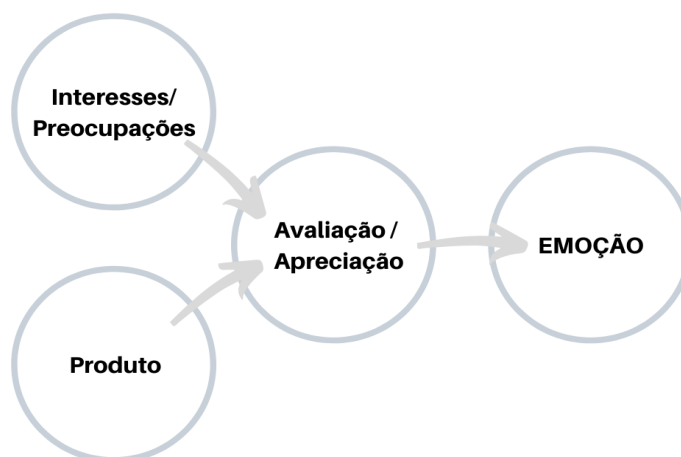 Interesses/
Preocupações
Avaliação /
Apreciação
EMOÇÃO
Produto